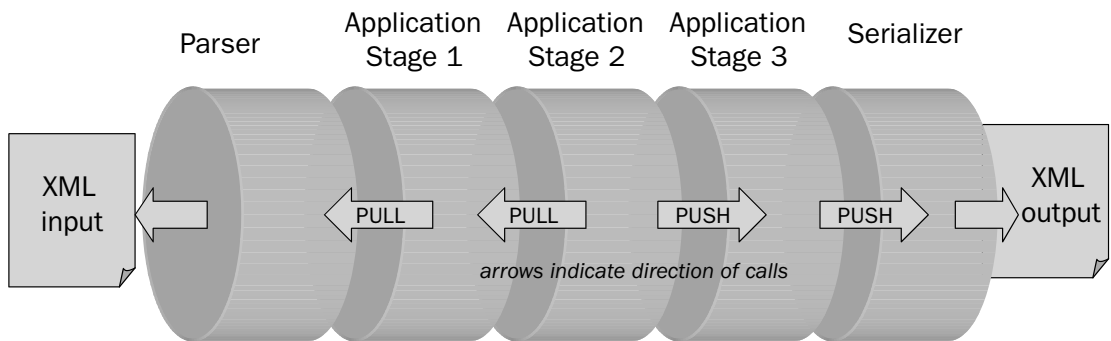 Parser
Application
Stage 1
Application
Stage 2
Application
Stage 3
Serializer
XML
input
PULL
PULL
PUSH
PUSH
XML
output
arrows indicate direction of calls